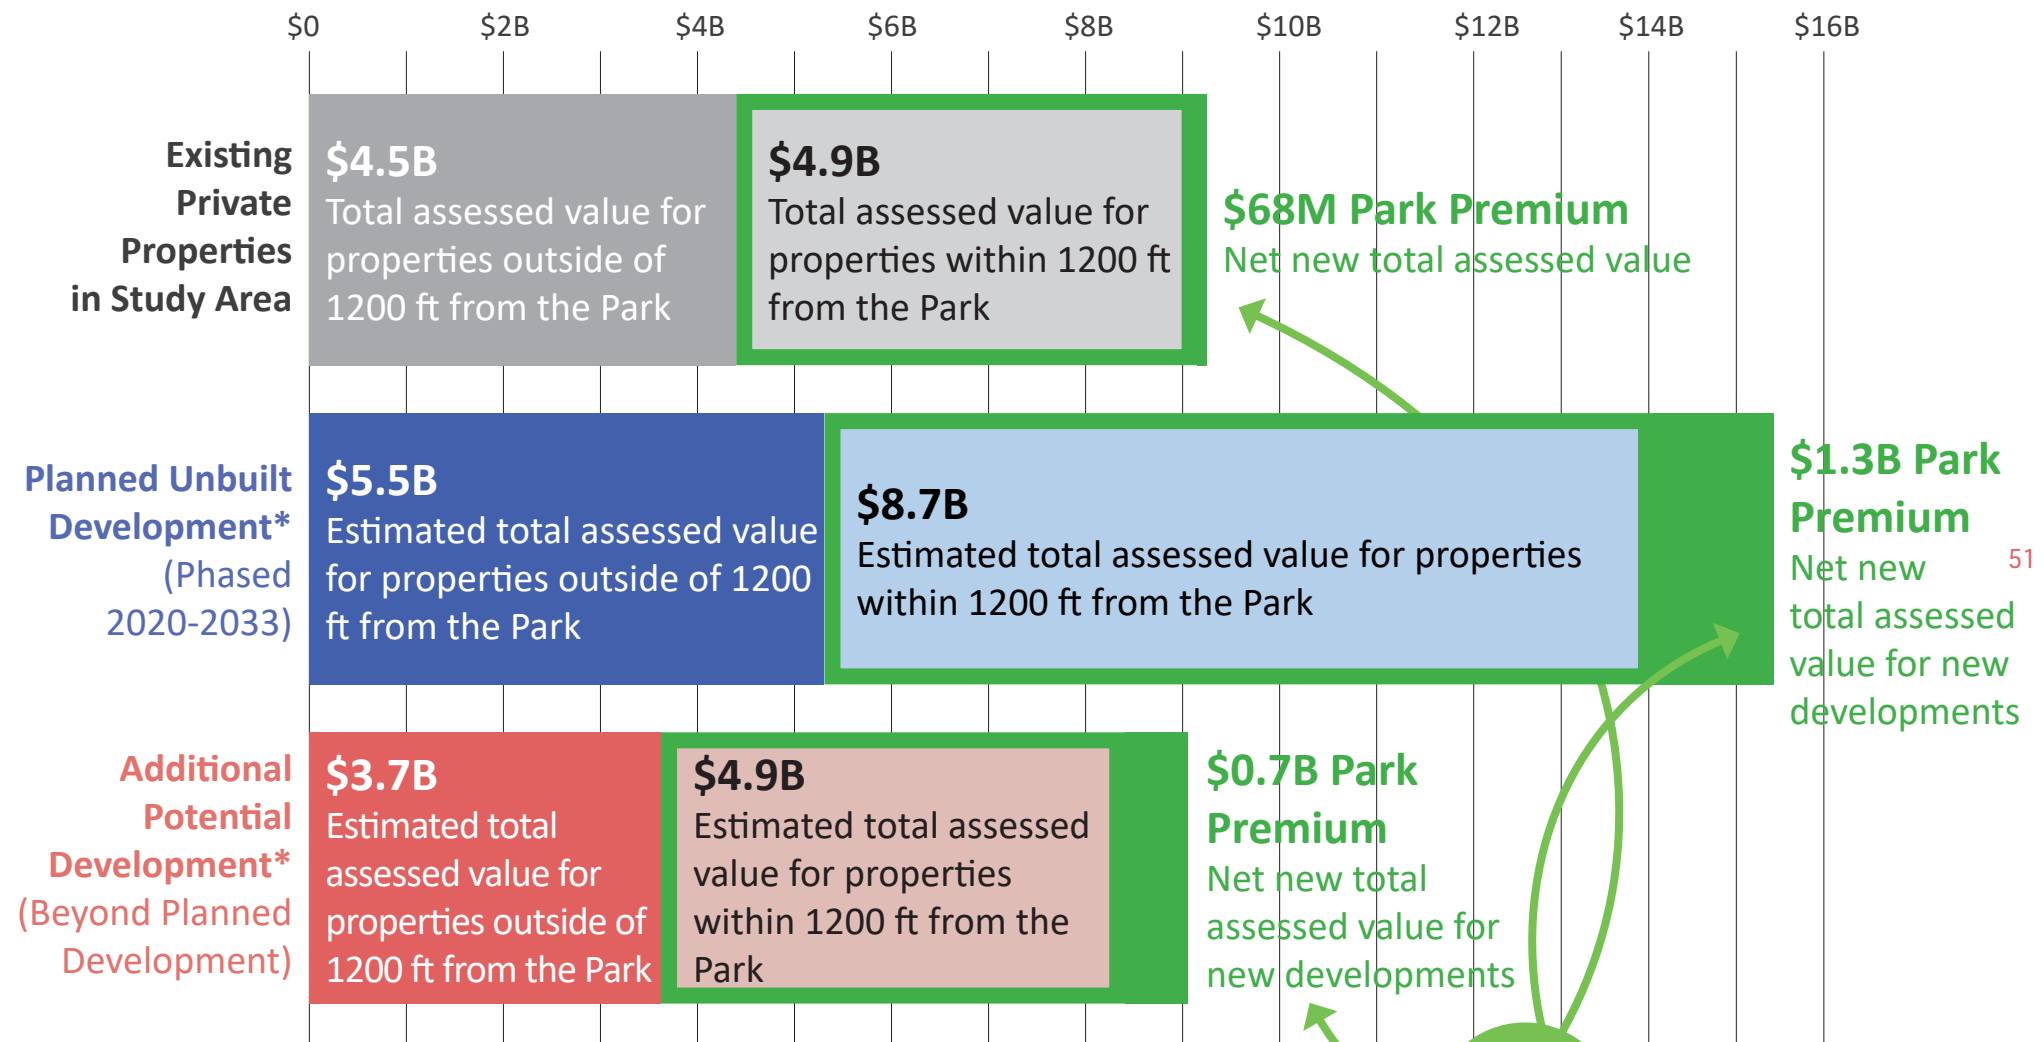 $0 $2B $4B $6B $8B $10B $12B $14B $16B
Existing
Private
Properties
in Study Area
$4.5B
Total assessed value for
properties outside of
1200 ft from the Park
$4.9B
Total assessed value for
properties within 1200 ft
from the Park
$68M Park Premium
Net new total assessed value
Planned Unbuilt
Development*
(Phased
2020-2033)
$5.5B
Estimated total assessed value
for properties outside of 1200
ft from the Park
$8.7B
Estimated total assessed value for properties
within 1200 ft from the Park
$1.3B Park
Premium
Net new
total assessed
value for new
developments
51
Additional
Potential
Development*
(Beyond Planned
Development)
$3.7B
Estimated total
assessed value for
properties outside of
1200 ft from the Park
$4.9B
Estimated total assessed
value for properties
within 1200 ft from the
Park
$0.7B Park
Premium
Net new total
assessed value for
new developments